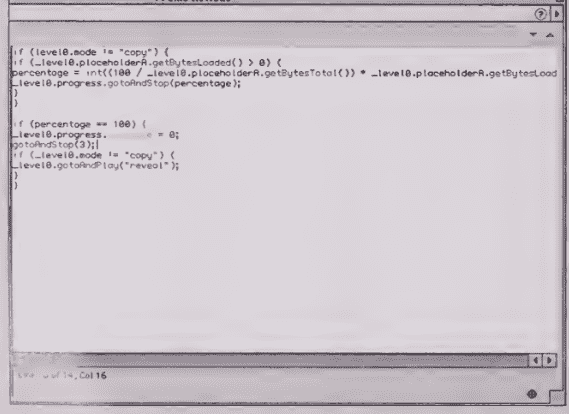 if (level0.mode != "copy") {
if (_level0.placeholderA.getBytesLoaded() > 0) {
percentage = int((100 / _level0.placeholderA.getBytesTotal()) * _level0.placeholderA.getBytesLoad
_level0.progress.gotoAndStop(percentage);
}
}
if (percentage == 100) {
_level0.progress. = 0;
gotoAndStop(3);
if (_level0.mode != "copy") {
_level0.gotoAndPlay("reveal");
}
}
of 14, Col 16